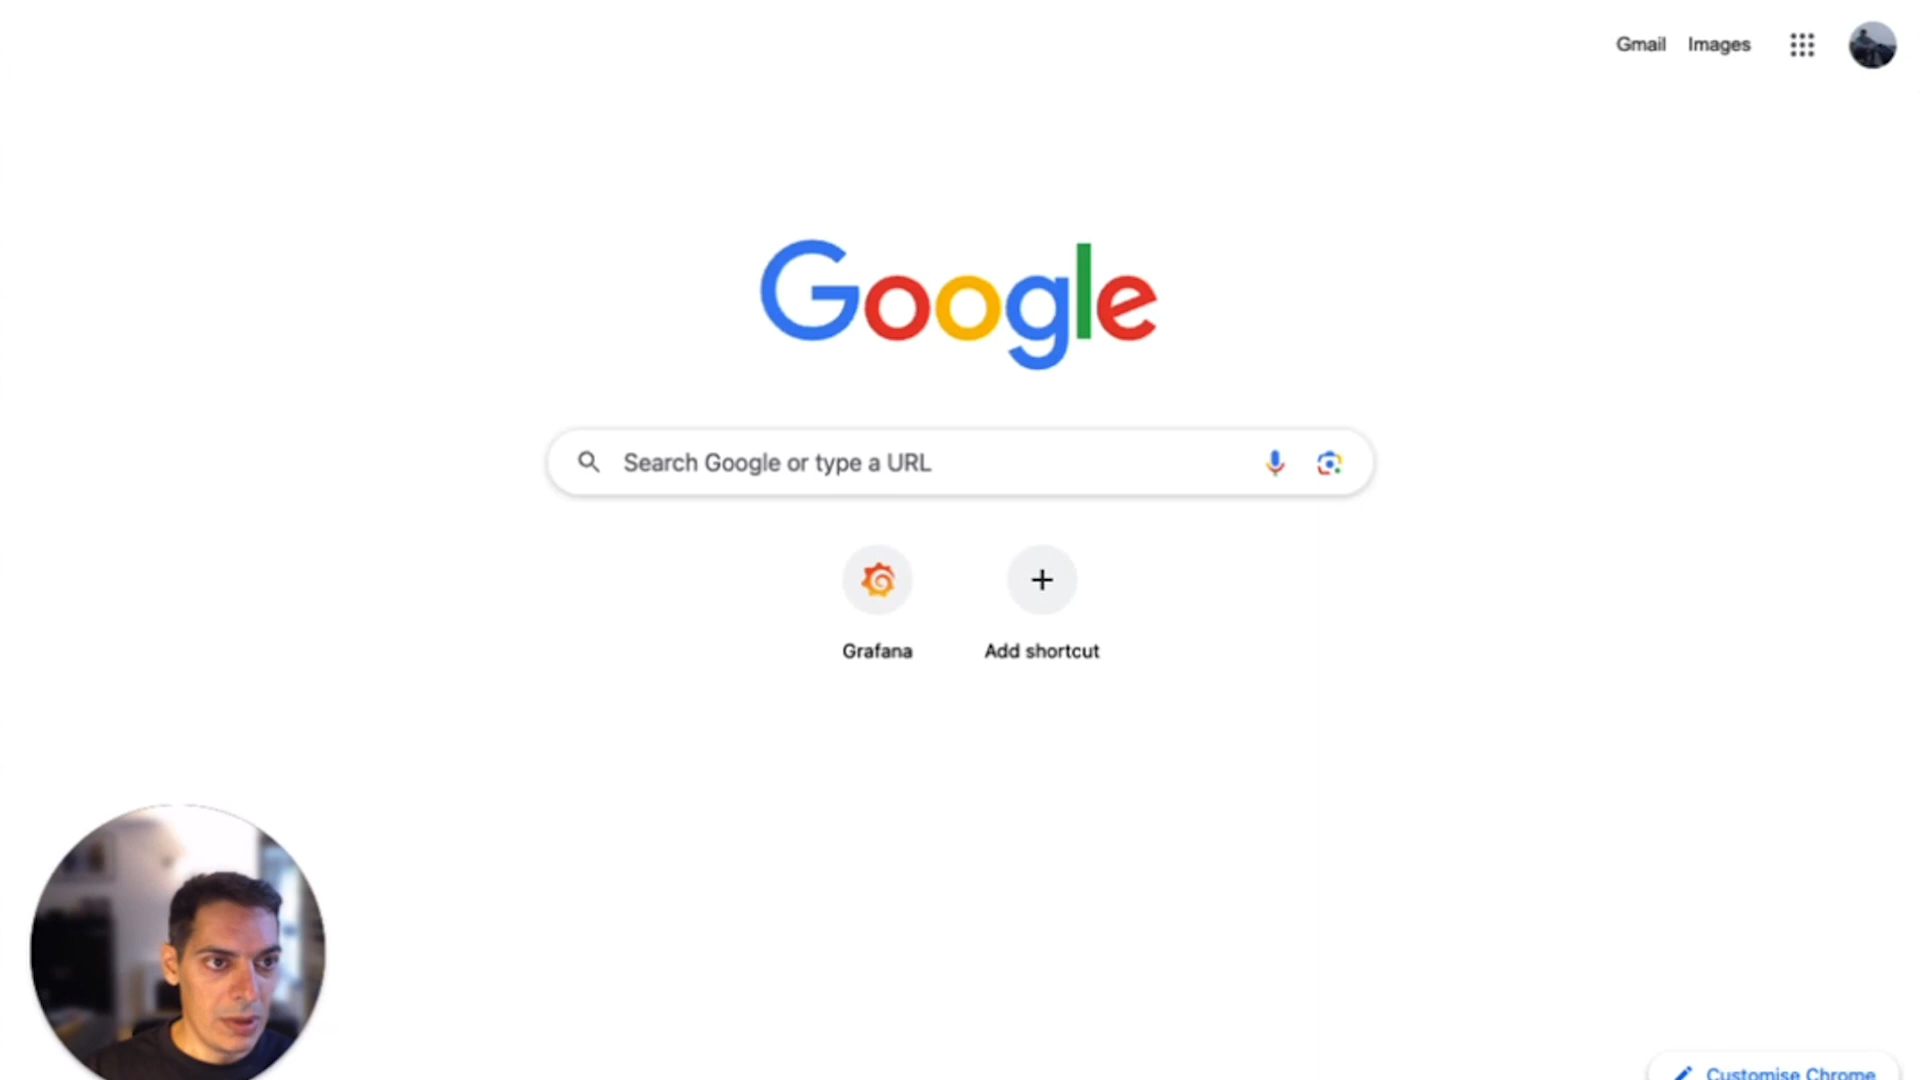 Gmail Images
Google
Search Google or type a URL
Grafana Add shortcut
Customise Chrome